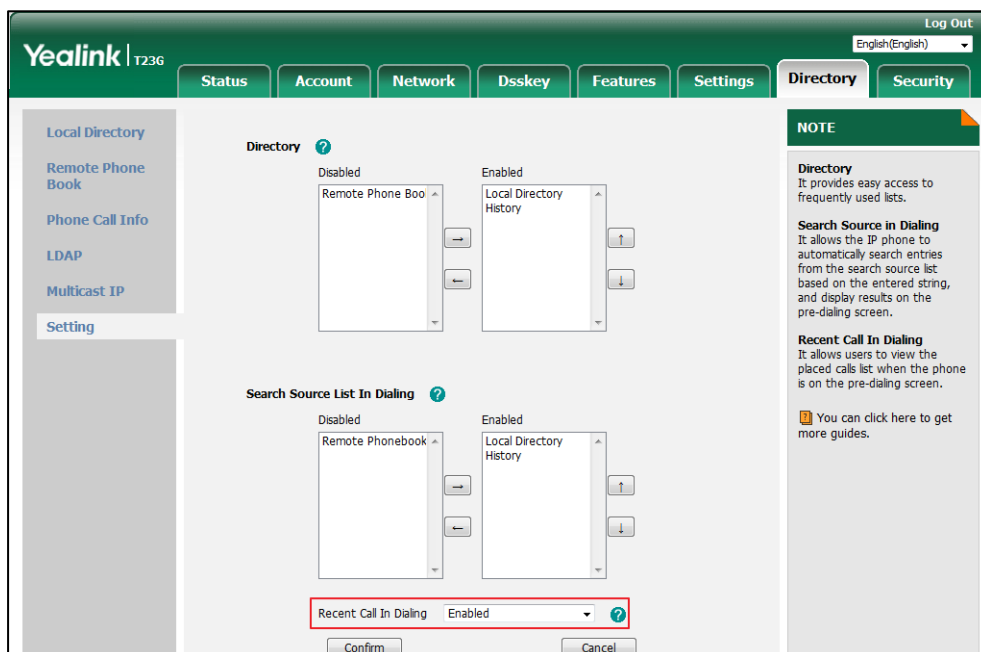 Log Out
Yealink T23G
English(English)
Status
Account
Network
Dsskey
Features
Settings
Directory
Security
Local Directory
Remote Phone
Book
Phone Call Info
LDAP
Multicast IP
Setting
Directory ?
Disabled
Enabled
Remote Phone Boo
Local Directory
History
→
←
↑
↓
Search Source List In Dialing ?
Disabled
Enabled
Remote Phonebook
Local Directory
History
→
←
↑
↓
Recent Call In Dialing Enabled ?
Confirm
Cancel
NOTE
Directory
It provides easy access to
frequently used lists.
Search Source in Dialing
It allows the IP phone to
automatically search entries
from the search source list
based on the entered string,
and display results on the
pre-dialing screen.
Recent Call In Dialing
It allows users to view the
placed calls list when the phone
is on the pre-dialing screen.
? You can click here to get
more guides.